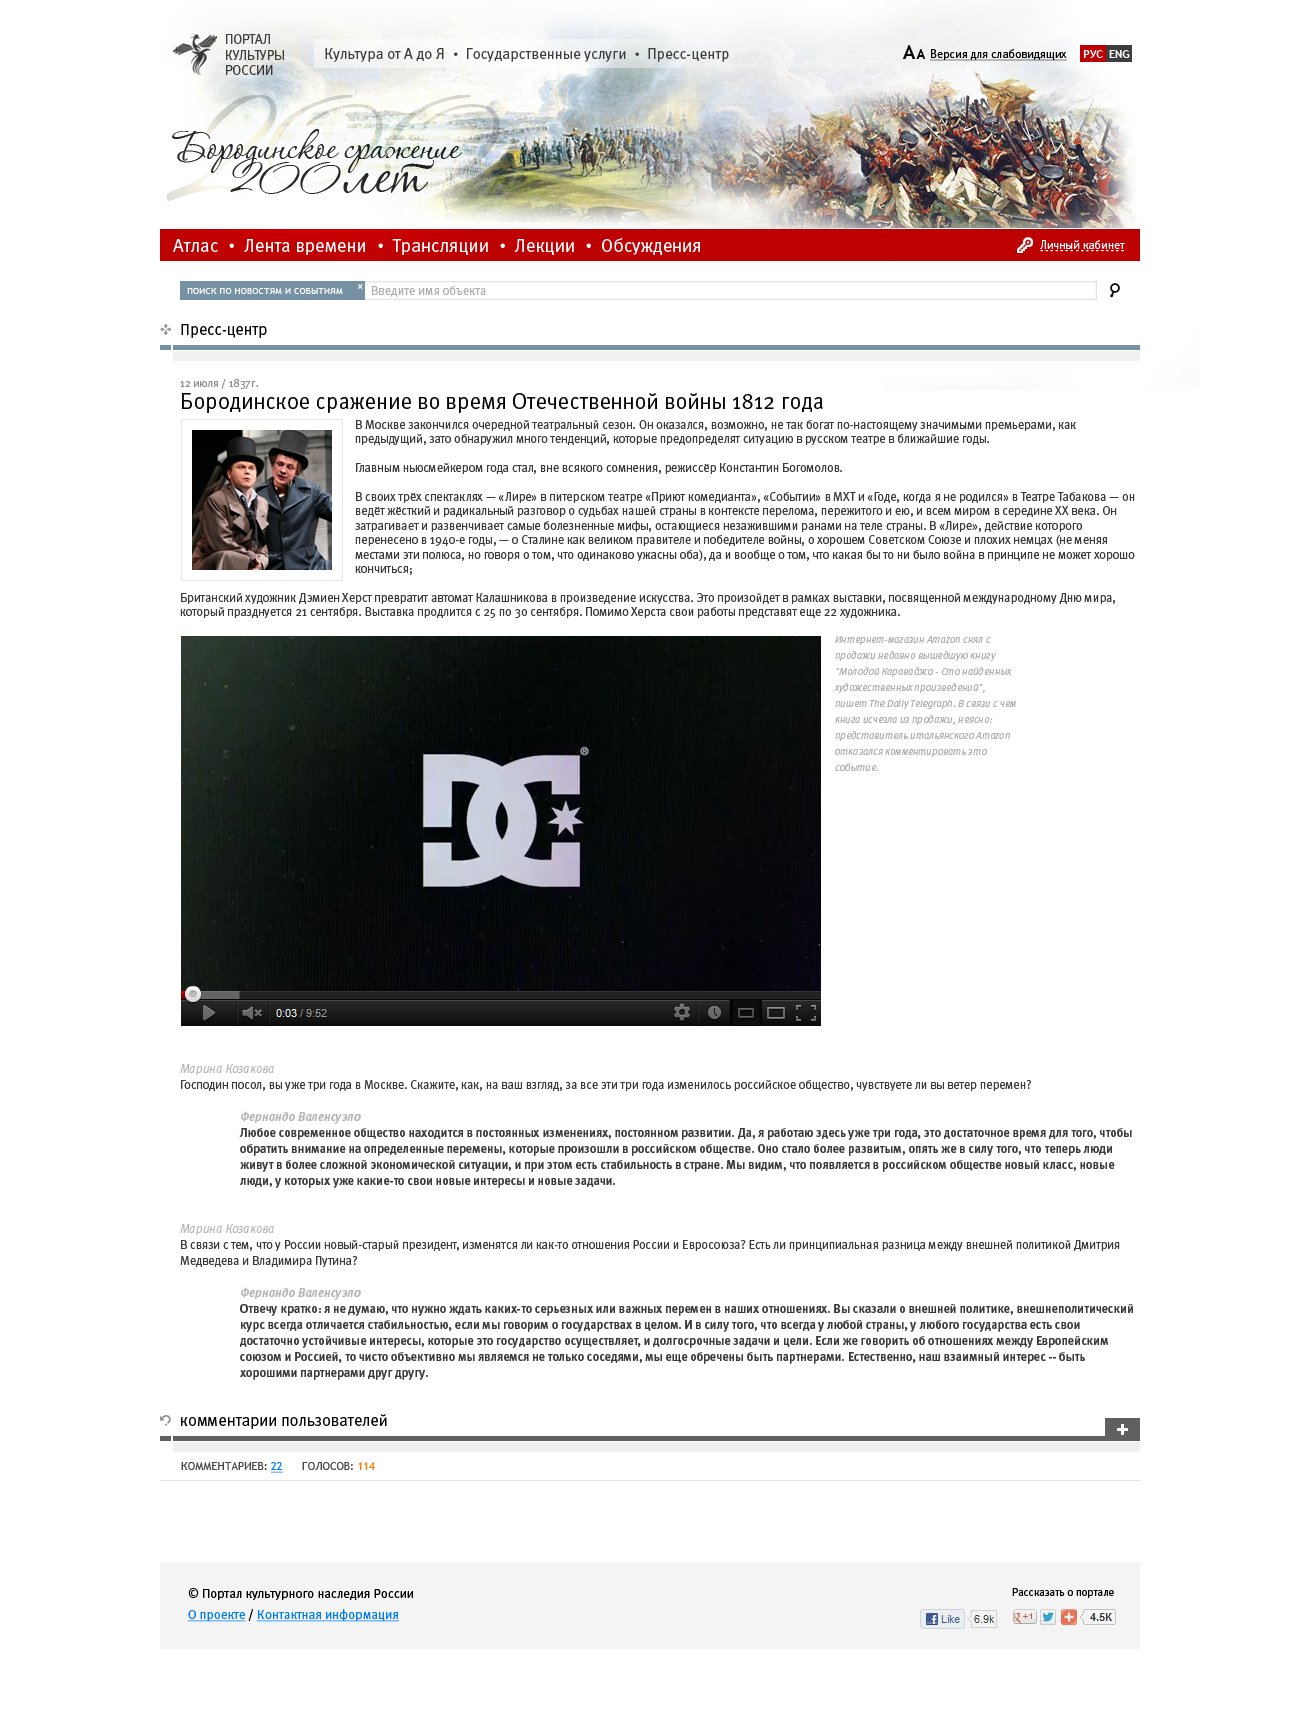 ПОРТАЛ
КУЛЬТУРЫ
РОССИИ
Культура от А до Я • Государственные услуги • Пресс-центр
АА Версия для слабовидящих
РУС ENG
Бородинское сражение
200 лет
Атлас • Лента времени • Трансляции • Лекции • Обсуждения
Личный кабинет
ПОИСК ПО НОВОСТЯМ И СОБЫТИЯМ ×
Введите имя объекта
Пресс-центр
12 июля / 1837г.
Бородинское сражение во время Отечественной войны 1812 года
В Москве закончился очередной театральный сезон. Он оказался, возможно, не так богат по-настоящему значимыми премьерами, как
предыдущий, зато обнаружил много тенденций, которые предопределят ситуацию в русском театре в ближайшие годы.
Главным ньюсмейкером года стал, вне всякого сомнения, режиссёр Константин Богомолов.
В своих трёх спектаклях — «Лире» в питерском театре «Приют комедианта», «Событии» в МХТ и «Годе, когда я не родился» в Театре Табакова — он
ведёт жёсткий и радикальный разговор о судьбах нашей страны в контексте перелома, пережитого и ею, и всем миром в середине XX века. Он
затрагивает и развенчивает самые болезненные мифы, остающиеся незажившими ранами на теле страны. В «Лире», действие которого
перенесено в 1940-е годы, — о Сталине как великом правителе и победителе войны, о хорошем Советском Союзе и плохих немцах (не меняя
местами эти полюса, но говоря о том, что одинаково ужасны оба), да и вообще о том, что какая бы то ни было война в принципе не может хорошо
кончиться;
Британский художник Дэмиен Херст превратит автомат Калашникова в произведение искусства. Это произойдет в рамках выставки, посвященной международному Дню мира,
который празднуется 21 сентября. Выставка продлится с 25 по 30 сентября. Помимо Херста свои работы представят еще 22 художника.
DC ®
0:03 / 9:52
Интернет-магазин Amazon снял с
продажи недавно вышедшую книгу
"Молодой Караваджо - Сто найденных
художественных произведений",
пишет The Daily Telegraph. В связи с чем
книга исчезла из продажи, неясно:
представитель итальянского Amazon
отказался комментировать это
событие.
Марина Козакова
Господин посол, вы уже три года в Москве. Скажите, как, на ваш взгляд, за все эти три года изменилось российское общество, чувствуете ли вы ветер перемен?
Фернандо Валенсуэло
Любое современное общество находится в постоянных изменениях, постоянном развитии. Да, я работаю здесь уже три года, это достаточное время для того, чтобы
обратить внимание на определенные перемены, которые произошли в российском обществе. Оно стало более развитым, опять же в силу того, что теперь люди
живут в более сложной экономической ситуации, и при этом есть стабильность в стране. Мы видим, что появляется в российском обществе новый класс, новые
люди, у которых уже какие-то свои новые интересы и новые задачи.
Марина Козакова
В связи с тем, что у России новый-старый президент, изменятся ли как-то отношения России и Евросоюза? Есть ли принципиальная разница между внешней политикой Дмитрия
Медведева и Владимира Путина?
Фернандо Валенсуэло
Отвечу кратко: я не думаю, что нужно ждать каких-то серьезных или важных перемен в наших отношениях. Вы сказали о внешней политике, внешнеполитический
курс всегда отличается стабильностью, если мы говорим о государствах в целом. И в силу того, что всегда у любой страны, у любого государства есть свои
достаточно устойчивые интересы, которые это государство осуществляет, и долгосрочные задачи и цели. Если же говорить об отношениях между Европейским
союзом и Россией, то чисто объективно мы являемся не только соседями, мы еще обречены быть партнерами. Естественно, наш взаимный интерес -- быть
хорошими партнерами друг другу.
комментарии пользователей
КОММЕНТАРИЕВ: 22 ГОЛОСОВ: 114
© Портал культурного наследия России
О проекте / Контактная информация
Рассказать о портале
Like 6.9k +1 4.5K